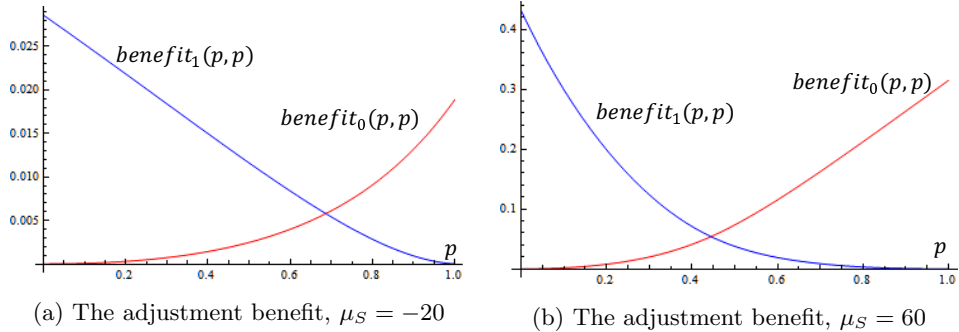 0.025
0.020
0.015
0.010
0.005
0.2
0.4
0.6
0.8
1.0
benefit₁(p,p)
benefit₀(p,p)
p
(a) The adjustment benefit, μ_S = −20
0.4
0.3
0.2
0.1
0.2
0.4
0.6
0.8
1.0
benefit₁(p,p)
benefit₀(p,p)
p
(b) The adjustment benefit, μ_S = 60